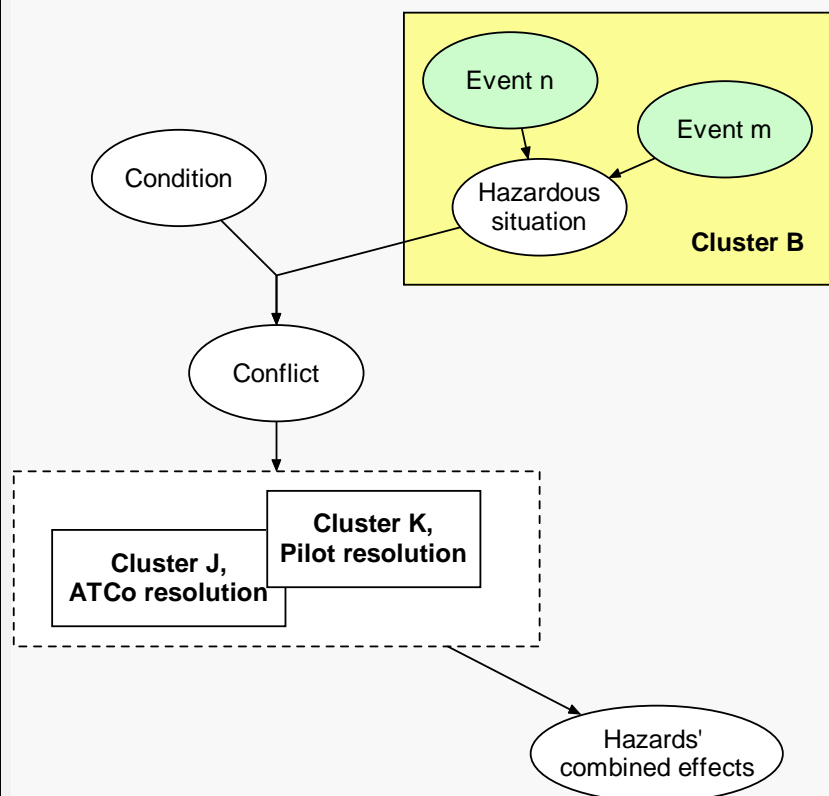 Event n
Event m
Condition
Hazardous
situation
Cluster B
Conflict
Cluster K,
Pilot resolution
Cluster J,
ATCo resolution
Hazards'
combined effects